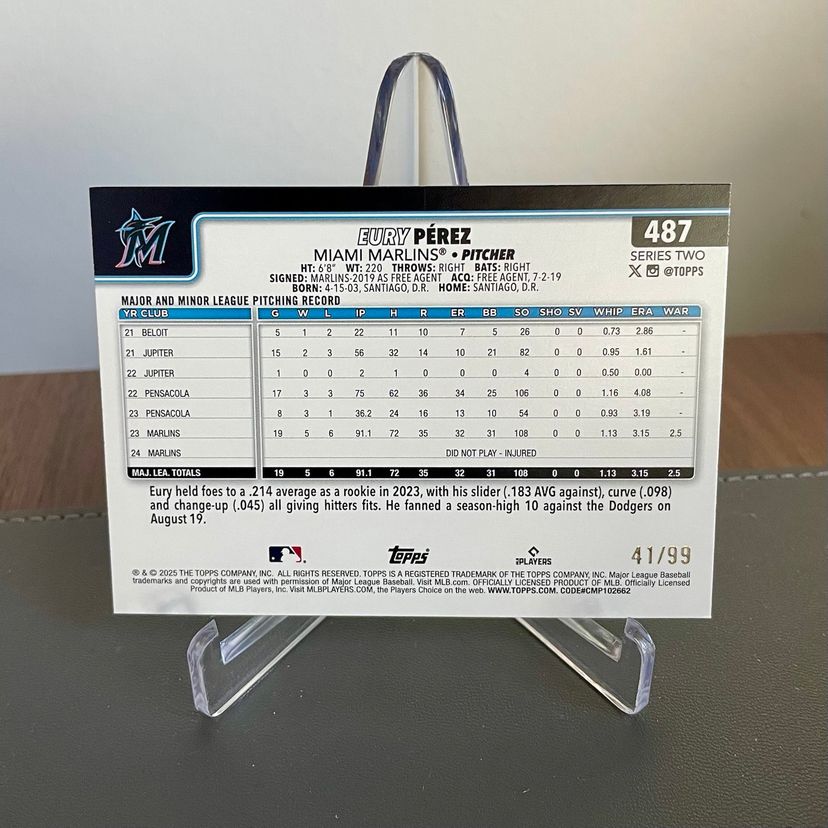 M
487
SERIES TWO
X @TOPPS
EURY PÉREZ
MIAMI MARLINS® • PITCHER
HT: 6'8" WT: 220 THROWS: RIGHT BATS: RIGHT
SIGNED: MARLINS-2019 AS FREE AGENT ACQ: FREE AGENT, 7-2-19
BORN: 4-15-03, SANTIAGO, D.R. HOME: SANTIAGO, D.R.
MAJOR AND MINOR LEAGUE PITCHING RECORD
YR CLUB G W L IP H R ER BB SO SHO SV WHIP ERA WAR
21 BELOIT 5 1 2 22 11 10 7 5 26 0 0 0.73 2.86 -
21 JUPITER 15 2 3 56 32 14 10 21 82 0 0 0.95 1.61 -
22 JUPITER 1 0 0 2 1 0 0 0 4 0 0 0.50 0.00 -
22 PENSACOLA 17 3 3 75 62 36 34 25 106 0 0 1.16 4.08 -
23 PENSACOLA 8 3 1 36.2 24 16 13 10 54 0 0 0.93 3.19 -
23 MARLINS 19 5 6 91.1 72 35 32 31 108 0 0 1.13 3.15 2.5
24 MARLINS DID NOT PLAY - INJURED
MAJ. LEA. TOTALS 19 5 6 91.1 72 35 32 31 108 0 0 1.13 3.15 2.5
Eury held foes to a .214 average as a rookie in 2023, with his slider (.183 AVG against), curve (.098)
and change-up (.045) all giving hitters fits. He fanned a season-high 10 against the Dodgers on
August 19.
topps
PLAYERS
41/99
® & © 2025 THE TOPPS COMPANY, INC. ALL RIGHTS RESERVED. TOPPS IS A REGISTERED TRADEMARK OF THE TOPPS COMPANY, INC. Major League Baseball
trademarks and copyrights are used with permission of Major League Baseball. Visit MLB.com. OFFICIALLY LICENSED PRODUCT OF MLB. Officially Licensed
Product of MLB Players, Inc. Visit MLBPLAYERS.COM, the Players Choice on the web. WWW.TOPPS.COM. CODE#CMP102662